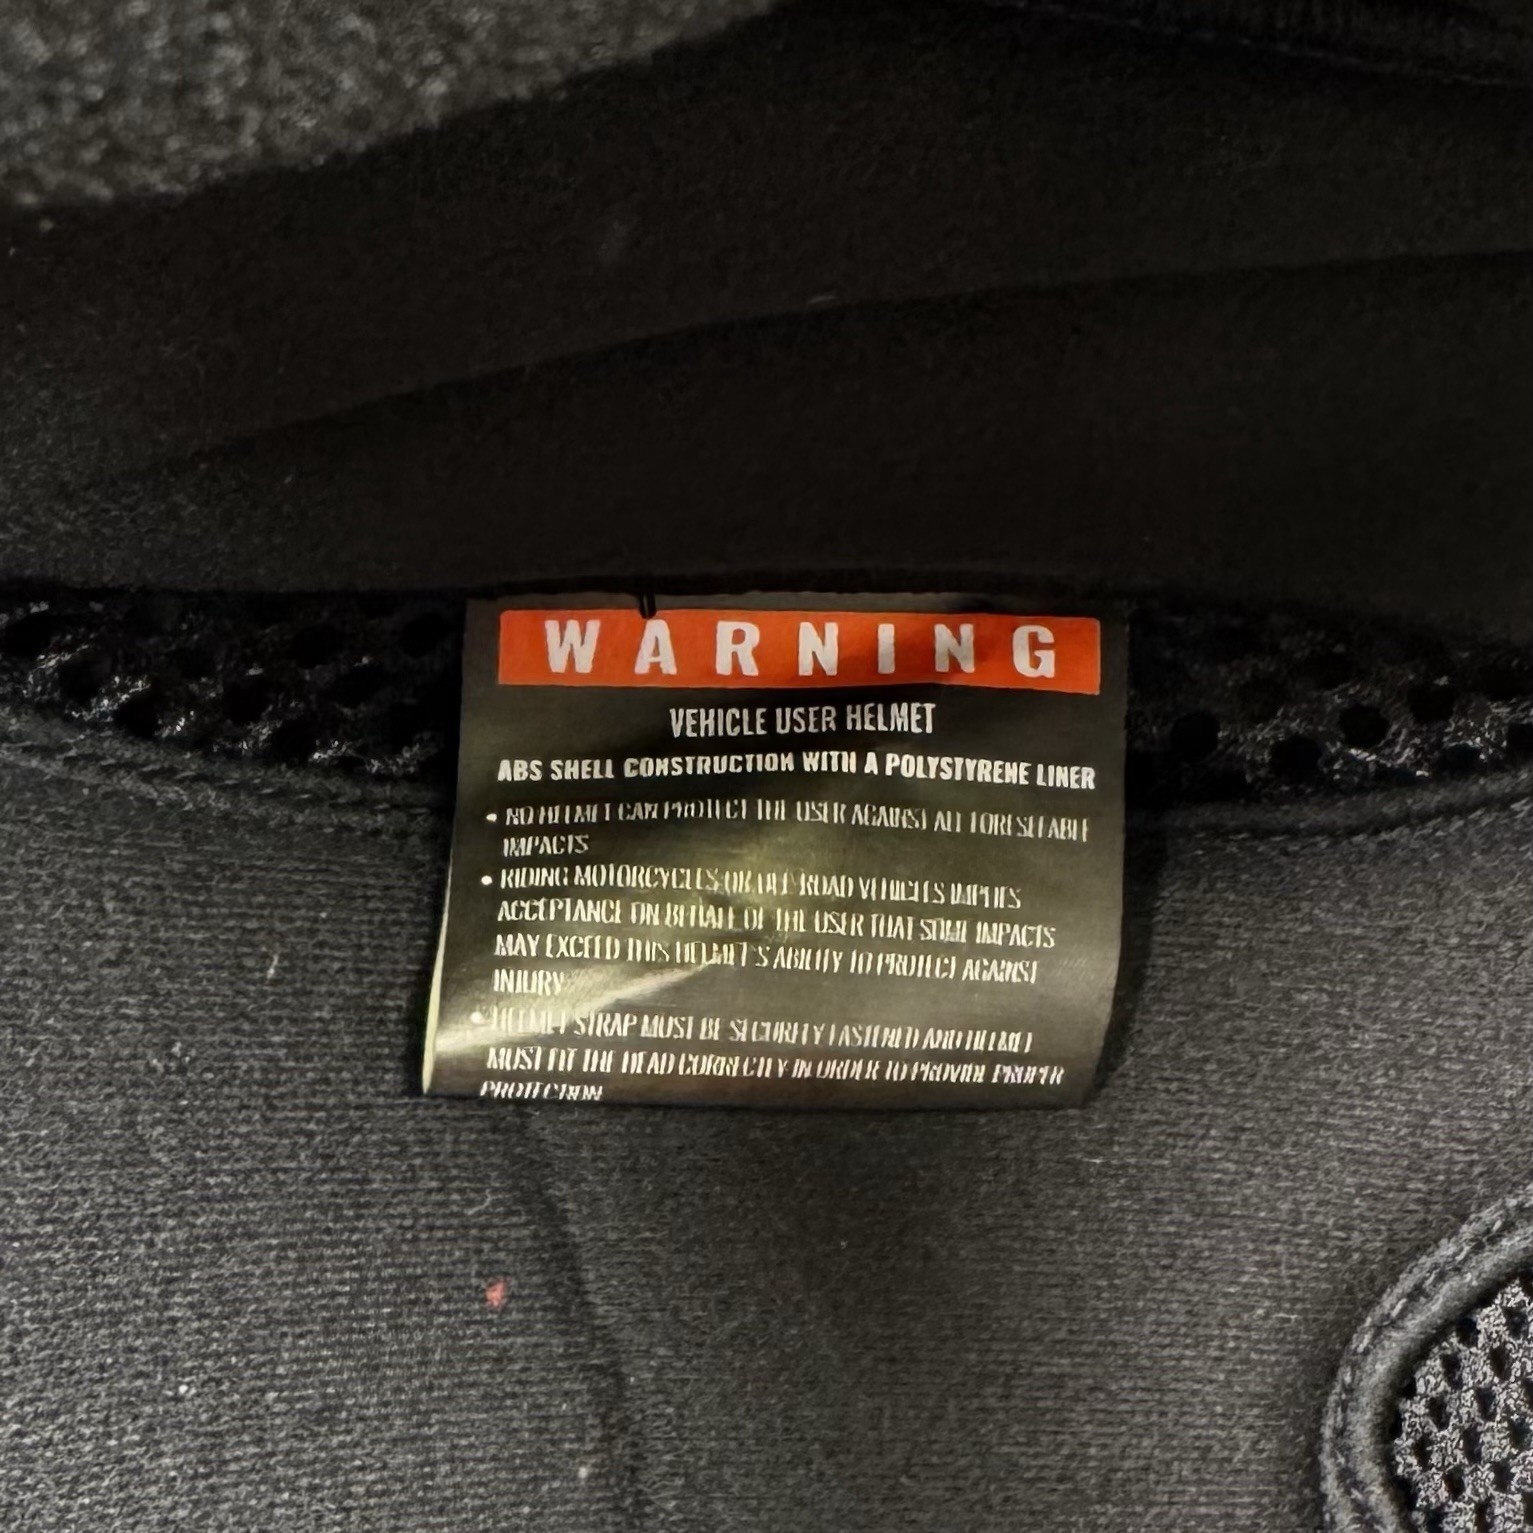 WARNING
VEHICLE USER HELMET
ABS SHELL CONSTRUCTION WITH A POLYSTYRENE LINER
• NO HELMET CAN PROTECT THE USER AGAINST ALL FORESEEABLE
IMPACTS
• RIDING MOTORCYCLES OR OFF ROAD VEHICLES IMPLIES
ACCEPTANCE ON BEHALF OF THE USER THAT SOME IMPACTS
MAY EXCEED THIS HELMET'S ABILITY TO PROTECT AGAINST
INJURY
• HELMET STRAP MUST BE SECURELY FASTENED AND HELMET
MUST FIT THE HEAD CORRECTLY IN ORDER TO PROVIDE PROPER
PROTECTION